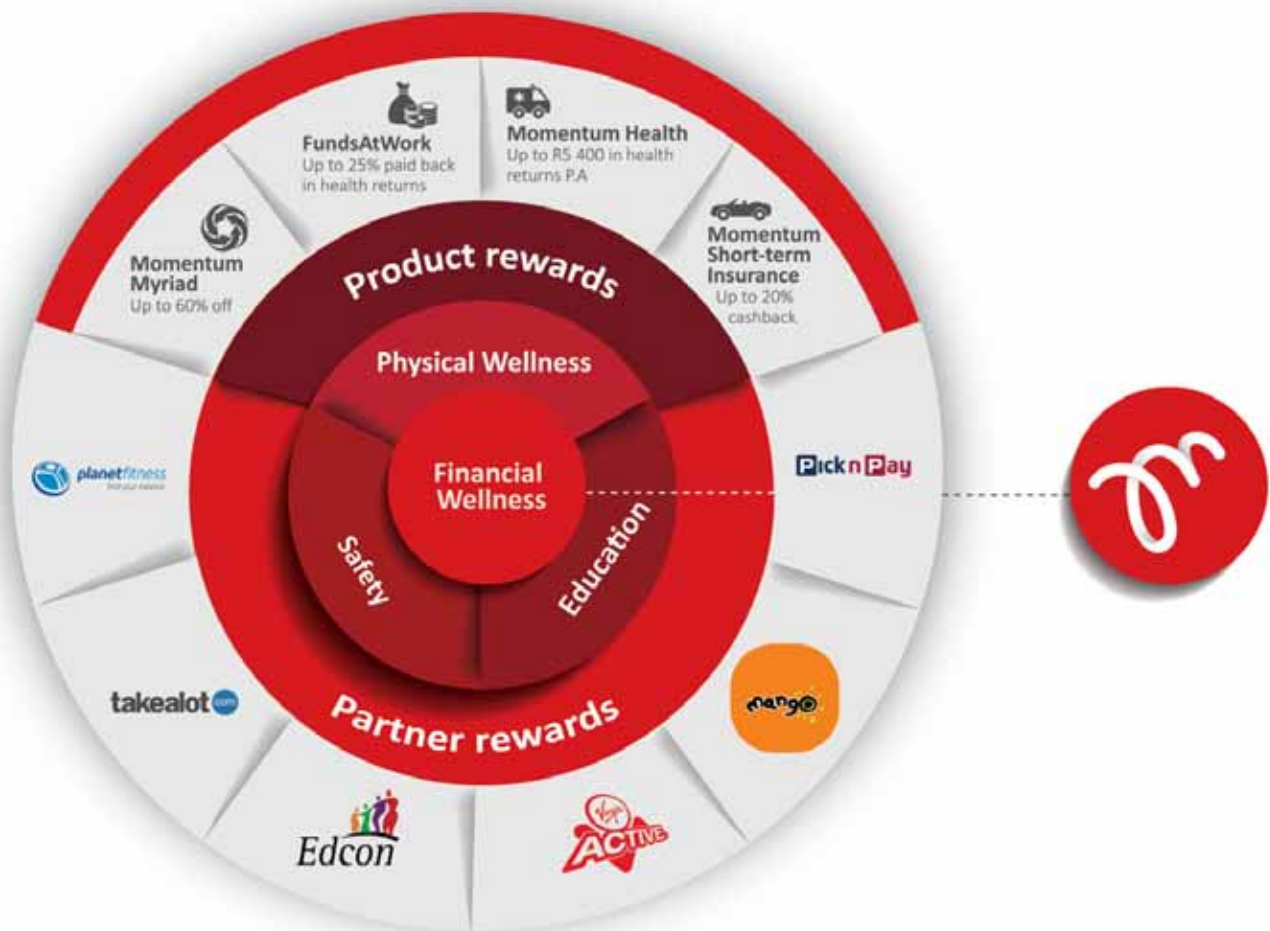 FundsAtWork
Up to 25% paid back
in health returns
Momentum Health
Up to R5 400 in health
returns P.A
Momentum
Myriad
Up to 60% off
Momentum
Short-term
Insurance
Up to 20%
cashback
Product rewards
Physical Wellness
Financial
Wellness
Safety
Education
Partner rewards
planetfitness
Pick n Pay
takealot com
mango
Edcon
Virgin
ACTIVE